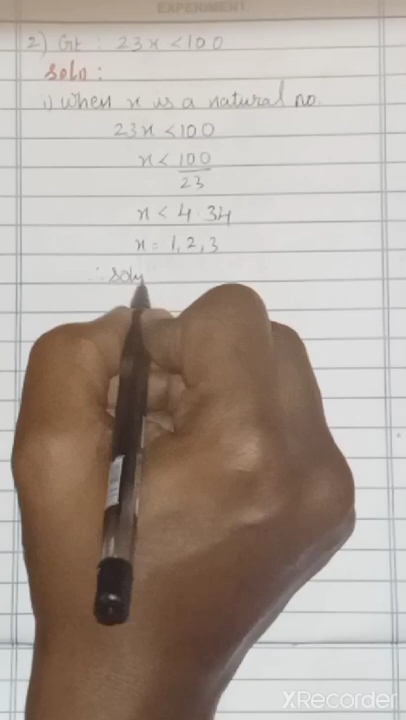 EXPERIMENT
2) Gt : 23x < 100
Soln :
i) When x is a natural no.
23x < 100
x < 100/23
x < 4.34
x = 1, 2, 3
∴ Soln
XRecorder